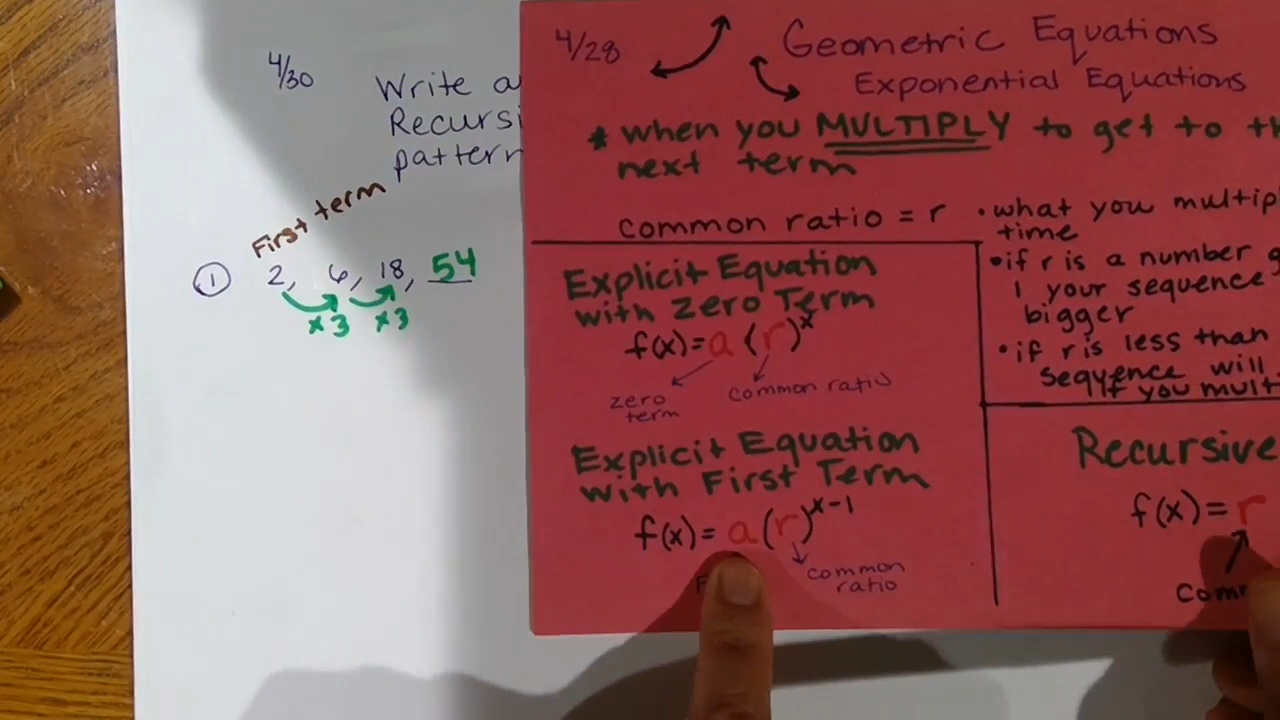 4/30
Write a
Recursi
pattern
First term
① 2, 6, 18, 54
×3 ×3
4/28
Geometric Equations
Exponential Equations
* when you MULTIPLY to get to th
next term
common ratio = r
Explicit Equation
with Zero Term
f(x)= a (r)^x
zero
term
common ratio
Explicit Equation
with First Term
f(x)= a(r)^x-1
common
ratio
• what you multip
time
• if r is a number g
1 your sequence
bigger
• if r is less than
sequence will
if you mult
Recursive
f(x)= r
comm